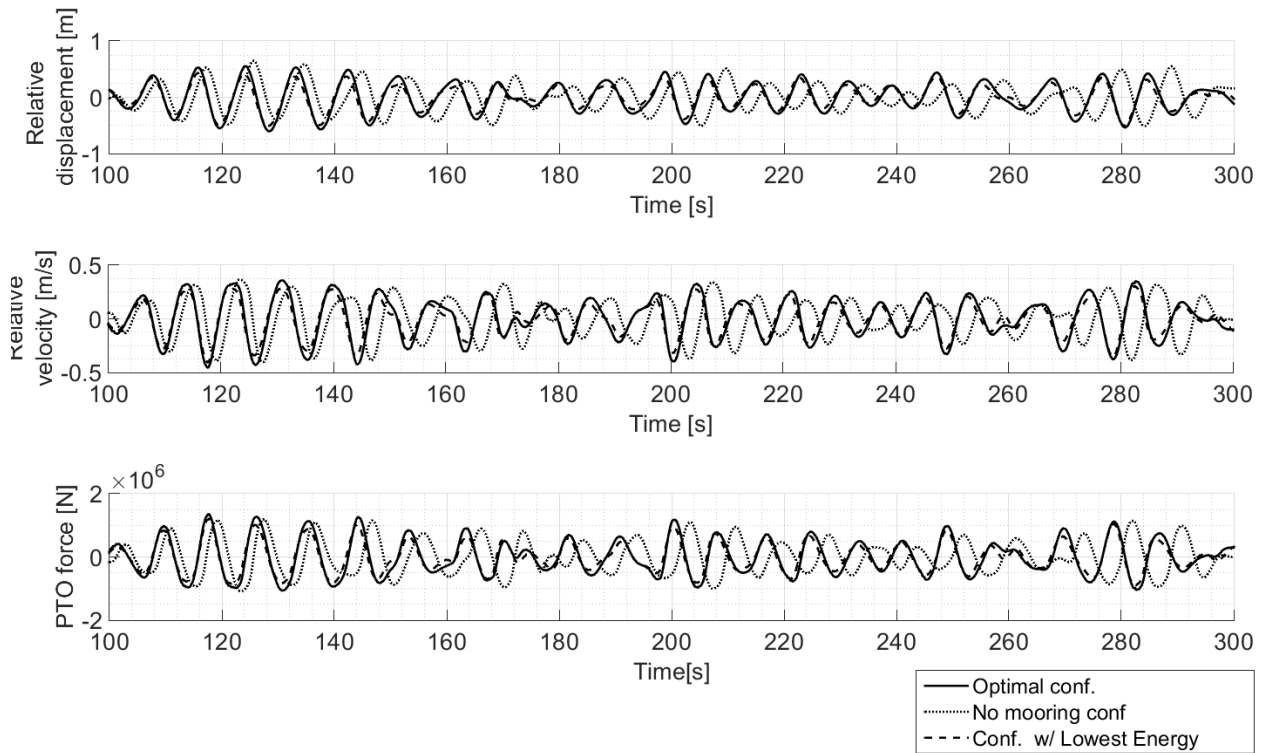 Relative
displacement [m]
1
0
-1
100 120 140 160 180 200 220 240 260 280 300
Time [s]
Relative
velocity [m/s]
0.5
0
-0.5
100 120 140 160 180 200 220 240 260 280 300
Time [s]
×10^6
PTO force [N]
2
0
-2
100 120 140 160 180 200 220 240 260 280 300
Time[s]
Optimal conf.
No mooring conf
Conf. w/ Lowest Energy